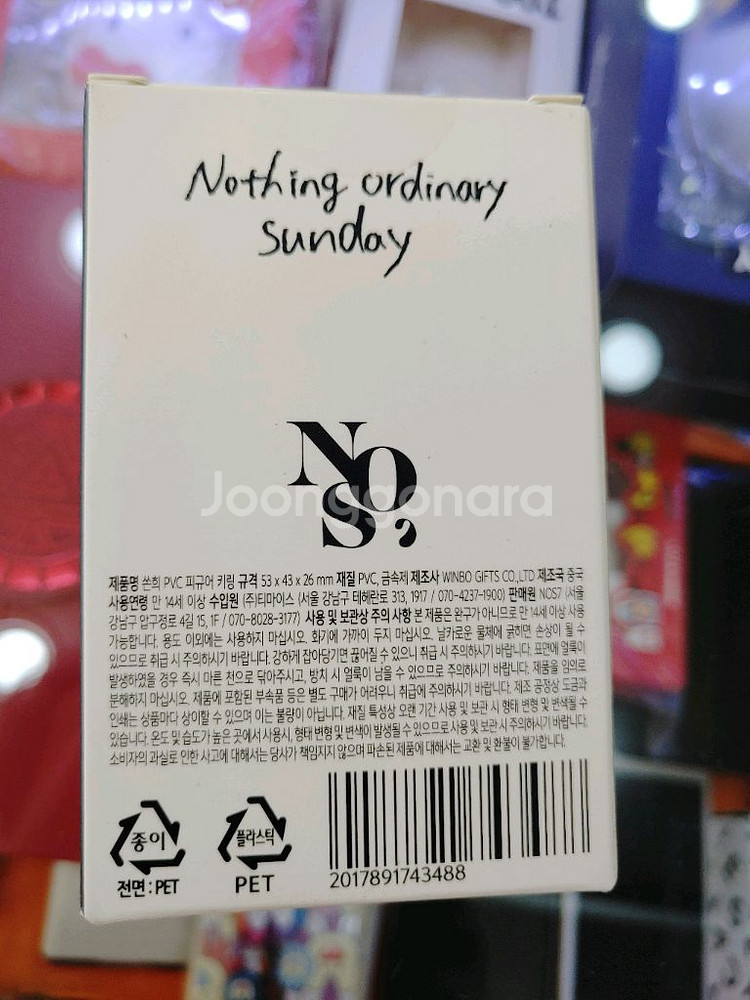 Nothing ordinary
sunday
NO
S,
Joonggonara
제품명 쏜희 PVC 피규어 키링 규격 53 x 43 x 26 mm 재질 PVC, 금속제 제조사 WINBO GIFTS CO.,LTD 제조국 중국
사용연령 만 14세 이상 수입원 (주)티마이스 (서울 강남구 테헤란로 313, 1917 / 070-4237-1900) 판매원 NOS7 (서울
강남구 압구정로 4길 15, 1F / 070-8028-3177) 사용 및 보관상 주의 사항 본 제품은 완구가 아니므로 만 14세 이상 사용
가능합니다. 용도 이외에는 사용하지 마십시오. 화기에 가까이 두지 마십시오. 날카로운 물체에 긁히면 손상이 될 수
있으므로 취급 시 주의하시기 바랍니다. 강하게 잡아당기면 끊어질 수 있으니 취급 시 주의하시기 바랍니다. 표면에 얼룩이
발생하였을 경우 즉시 마른 천으로 닦아주시고, 방치 시 얼룩이 남을 수 있으므로 주의하시기 바랍니다. 제품을 임의로
분해하지 마십시오. 제품에 포함된 부속품 등은 별도 구매가 어려우니 취급에 주의하시기 바랍니다. 제조 공정상 도금과
인쇄는 상품마다 상이할 수 있으며 이는 불량이 아닙니다. 재질 특성상 오랜 기간 사용 및 보관 시 형태 변형 및 변색될 수
있습니다. 온도 및 습도가 높은 곳에서 사용시, 형태 변형 및 변색이 발생될 수 있으므로 사용 및 보관 시 주의하시기 바랍니다.
소비자의 과실로 인한 사고에 대해서는 당사가 책임지지 않으며 파손된 제품에 대해서는 교환 및 환불이 불가합니다.
종이
전면 : PET
플라스틱
PET
2017891743488